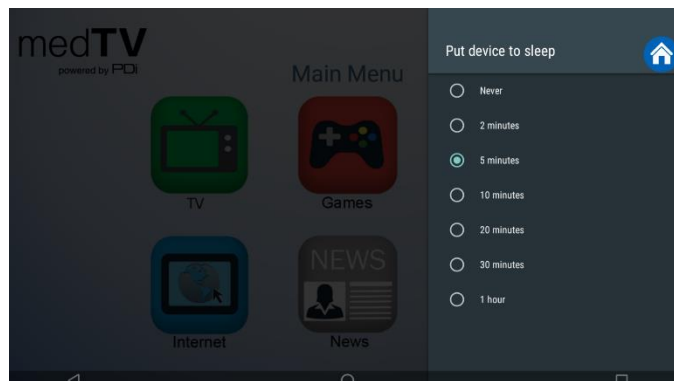 medTV
powered by PDi
Main Menu
TV
Games
Internet
NEWS
News
Put device to sleep
Never
2 minutes
5 minutes
10 minutes
20 minutes
30 minutes
1 hour